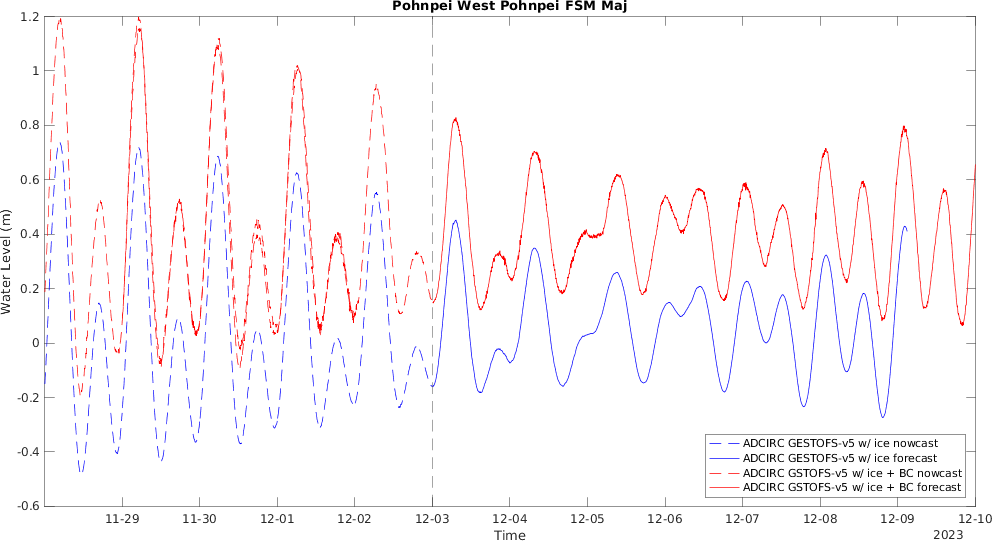 Pohnpei West Pohnpei FSM Maj
1.2
1
0.8
0.6
0.4
0.2
0
-0.2
-0.4
-0.6
Water Level (m)
ADCIRC GESTOFS-v5 w/ ice nowcast
ADCIRC GESTOFS-v5 w/ ice forecast
ADCIRC GSTOFS-v5 w/ ice + BC nowcast
ADCIRC GSTOFS-v5 w/ ice + BC forecast
11-29 11-30 12-01 12-02 12-03 12-04 12-05 12-06 12-07 12-08 12-09 12-10
Time
2023